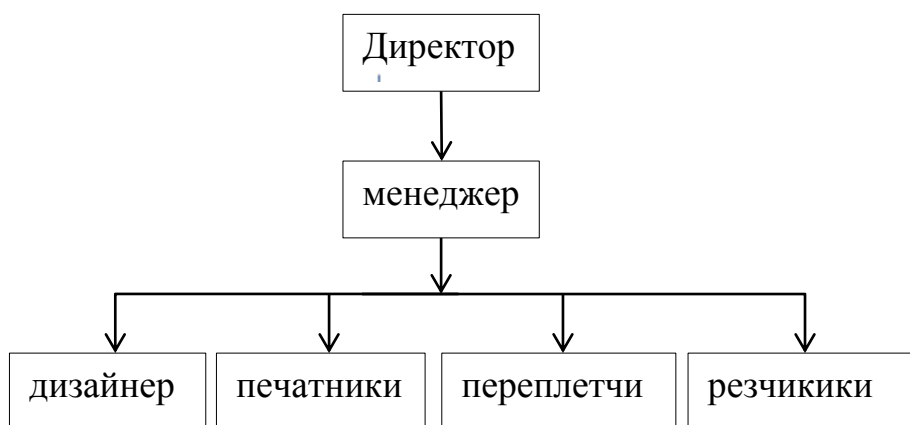 Директор
менеджер
дизайнер
печатники
переплетчи
резчикики